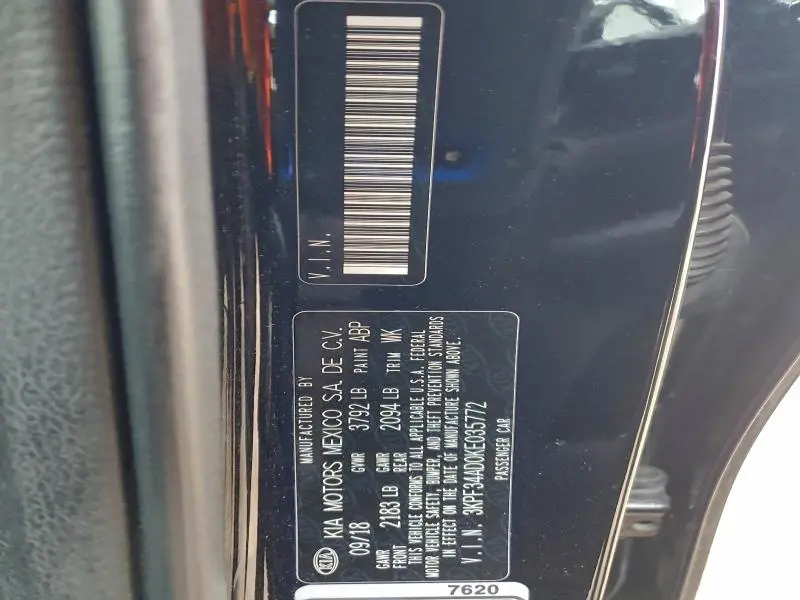 V.I.N.
MANUFACTURED BY
KIA KIA MOTORS MEXICO S.A. DE C.V.
09/18 GVWR 3792 LB PAINT ABP
GAWR FRONT 2183 LB GAWR REAR 2094 LB TRIM WK
THIS VEHICLE CONFORMS TO ALL APPLICABLE U.S.A. FEDERAL
MOTOR VEHICLE SAFETY, BUMPER, AND THEFT PREVENTION STANDARDS
IN EFFECT ON THE DATE OF MANUFACTURE SHOWN ABOVE.
V.I.N. 3KPF34AD0KE035772
PASSENGER CAR
7620